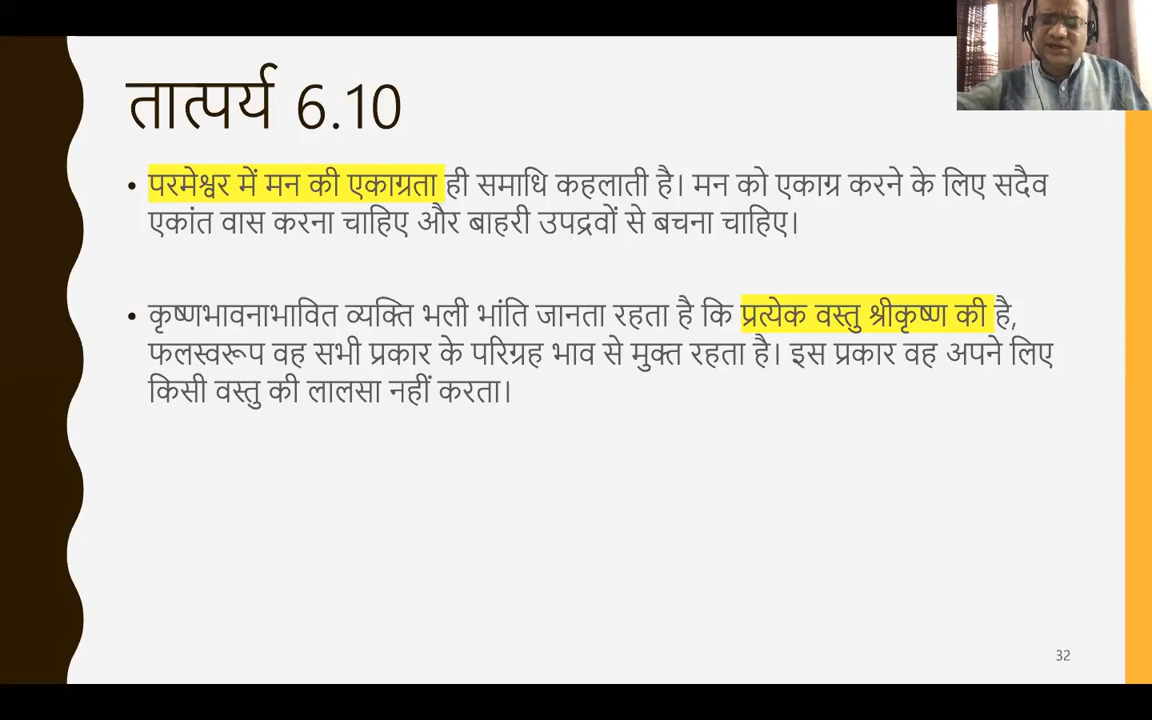 तात्पर्य 6.10
• परमेश्वर में मन की एकाग्रता ही समाधि कहलाती है। मन को एकाग्र करने के लिए सदैव
एकांत वास करना चाहिए और बाहरी उपद्रवों से बचना चाहिए।
• कृष्णभावनाभावित व्यक्ति भली भांति जानता रहता है कि प्रत्येक वस्तु श्रीकृष्ण की है,
फलस्वरूप वह सभी प्रकार के परिग्रह भाव से मुक्त रहता है। इस प्रकार वह अपने लिए
किसी वस्तु की लालसा नहीं करता।
32